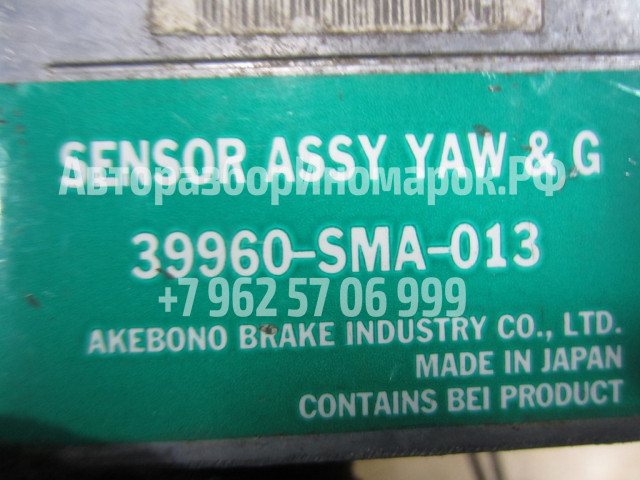 SENSOR ASSY YAW & G
АвторазборИномарок.РФ
39960-SMA-013
+7 962 57 06 999
AKEBONO BRAKE INDUSTRY CO., LTD.
MADE IN JAPAN
CONTAINS BEI PRODUCT